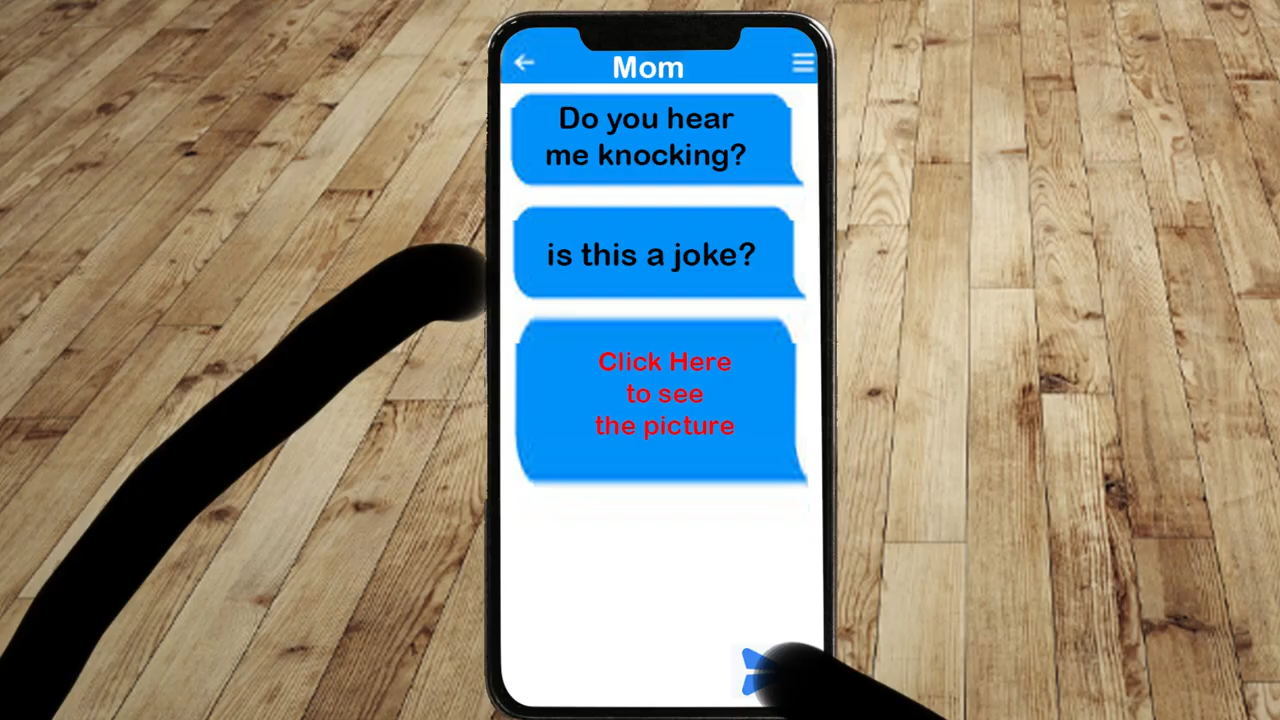 Mom
Do you hear
me knocking?
is this a joke?
Click Here
to see
the picture